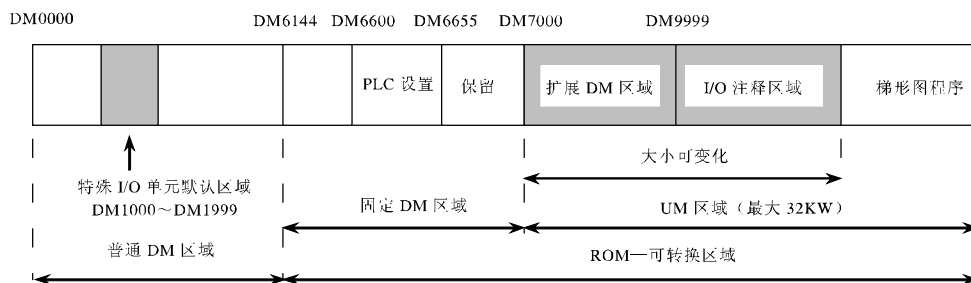 DM0000
DM6144
DM6600
DM6655
DM7000
DM9999
PLC 设置
保留
扩展 DM 区域
I/O 注释区域
梯形图程序
大小可变化
特殊 I/O 单元默认区域
DM1000～DM1999
固定 DM 区域
UM 区域（最大 32KW）
普通 DM 区域
ROM—可转换区域